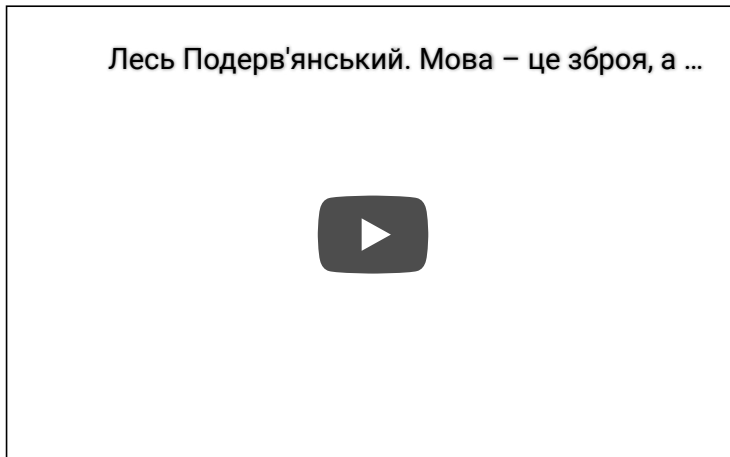 Лесь Подерв'янський. Мова – це зброя, а ...